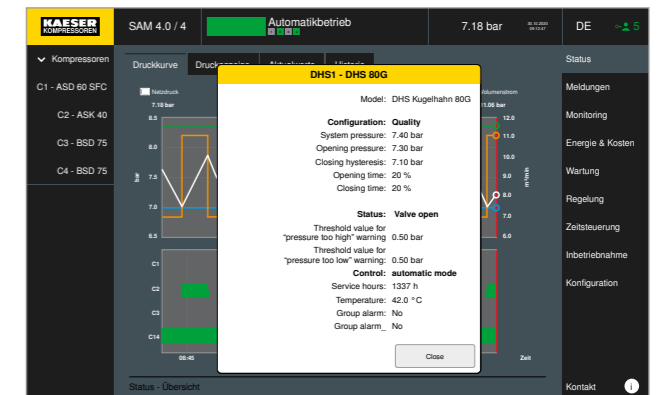 KAESER
KOMPRESSOREN
SAM 4.0 / 4
Automatikbetrieb
7.18 bar
30.10.2020
DE
5
Kompressoren
C1 - ASD 60 SFC
C2 - ASK 40
C3 - BSD 75
C4 - BSD 75
Druckkurve
Netzdruck
7.18 bar
11.06 bar
8.5
8.0
7.5
7.0
6.5
bar
12.0
11.0
10.0
9.0
8.0
7.0
6.0
m³/min
C1
C2
C3
C14
08:45
Zeit
DHS1 - DHS 80G
Model: DHS Kugelhahn 80G
Configuration: Quality
System pressure: 7.40 bar
Opening pressure: 7.30 bar
Closing hysteresis: 7.10 bar
Opening time: 20 %
Closing time: 20 %
Status: Valve open
Threshold value for
"pressure too high" warning 0.50 bar
Threshold value for
"pressure too low" warning: 0.50 bar
Control: automatic mode
Service hours: 1337 h
Temperature: 42.0 °C
Group alarm: No
Group alarm_ No
Close
Status
Meldungen
Monitoring
Energie & Kosten
Wartung
Regelung
Zeitsteuerung
Inbetriebnahme
Konfiguration
Status - Übersicht
Kontakt
i